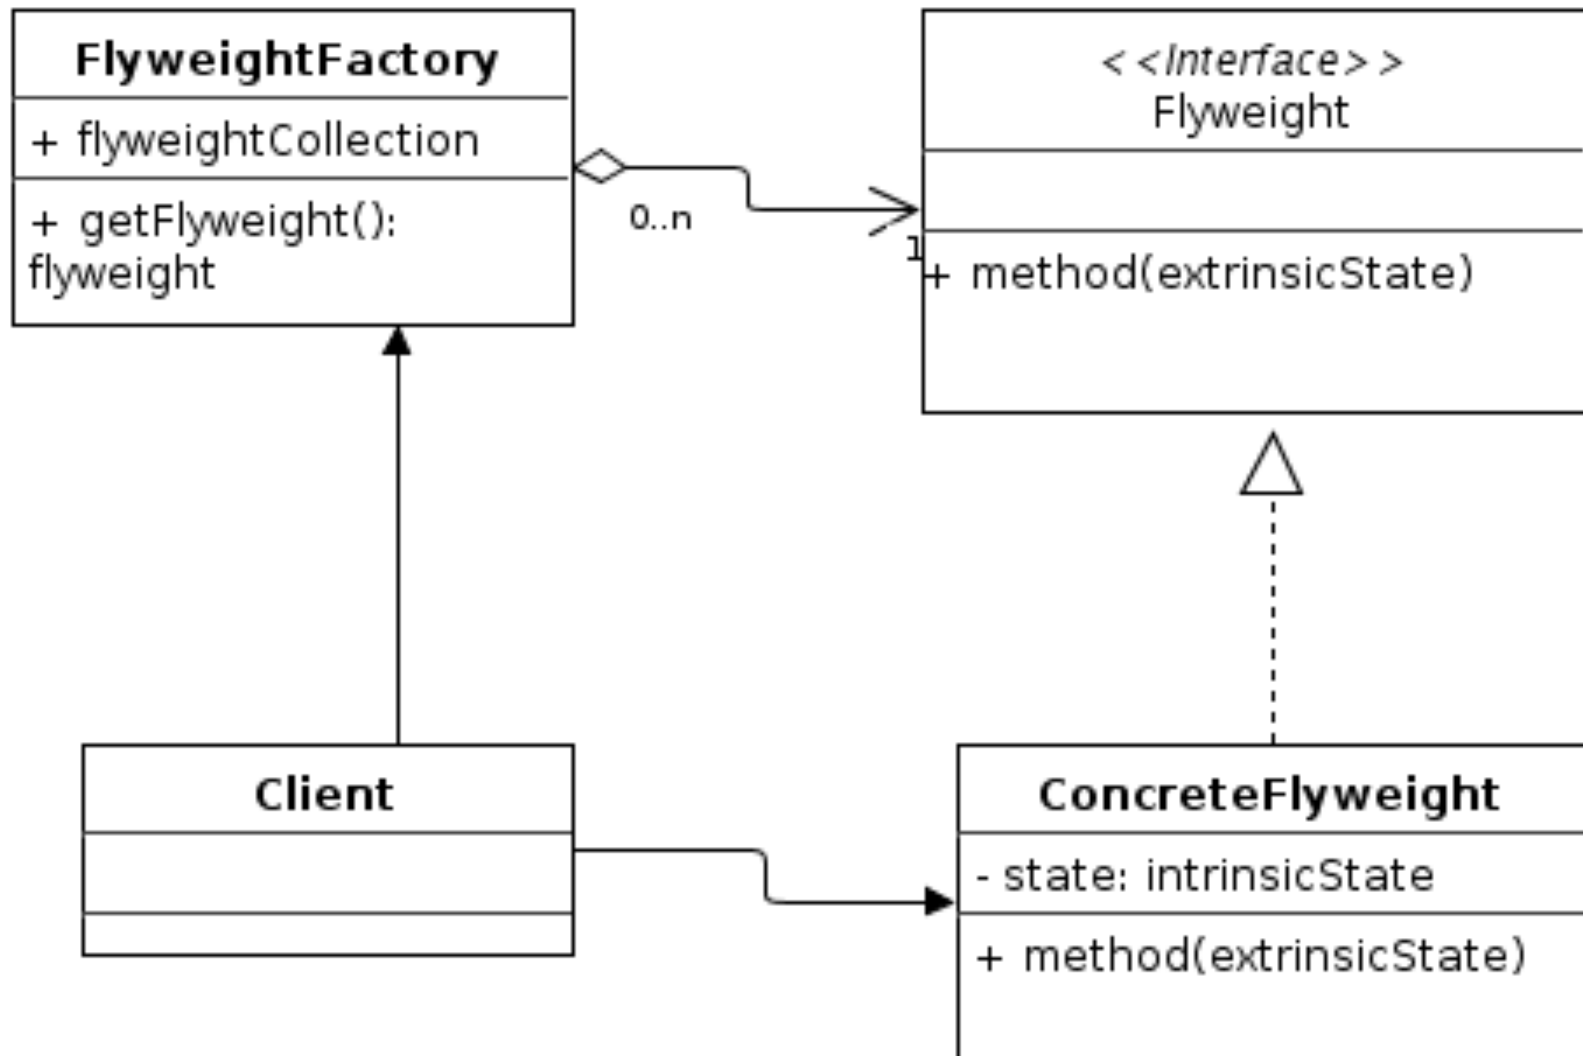 FlyweightFactory
+ flyweightCollection
+ getFlyweight():
flyweight
0..n
1
<<Interface>>
Flyweight
+ method(extrinsicState)
Client
ConcreteFlyweight
- state: intrinsicState
+ method(extrinsicState)